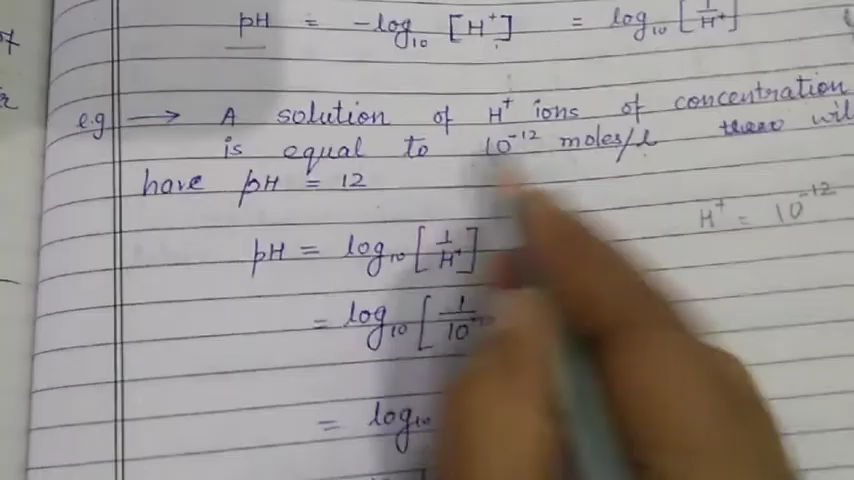 pH = -log₁₀ [H⁺] = log₁₀ [1/H⁺]
e.g → A solution of H⁺ ions of concentration
is equal to 10⁻¹² moles/l
have pH = 12
H⁺ = 10⁻¹²
pH = log₁₀ [1/H⁺]
= log₁₀ [1/10
= log₁₀